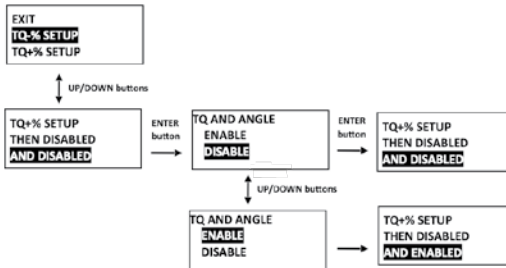 EXIT
TQ-% SETUP
TQ+% SETUP
UP/DOWN buttons
TQ+% SETUP
THEN DISABLED
AND DISABLED
ENTER
button
TQ AND ANGLE
ENABLE
DISABLE
ENTER
button
TQ+% SETUP
THEN DISABLED
AND DISABLED
UP/DOWN buttons
TQ AND ANGLE
ENABLE
DISABLE
TQ+% SETUP
THEN DISABLED
AND ENABLED